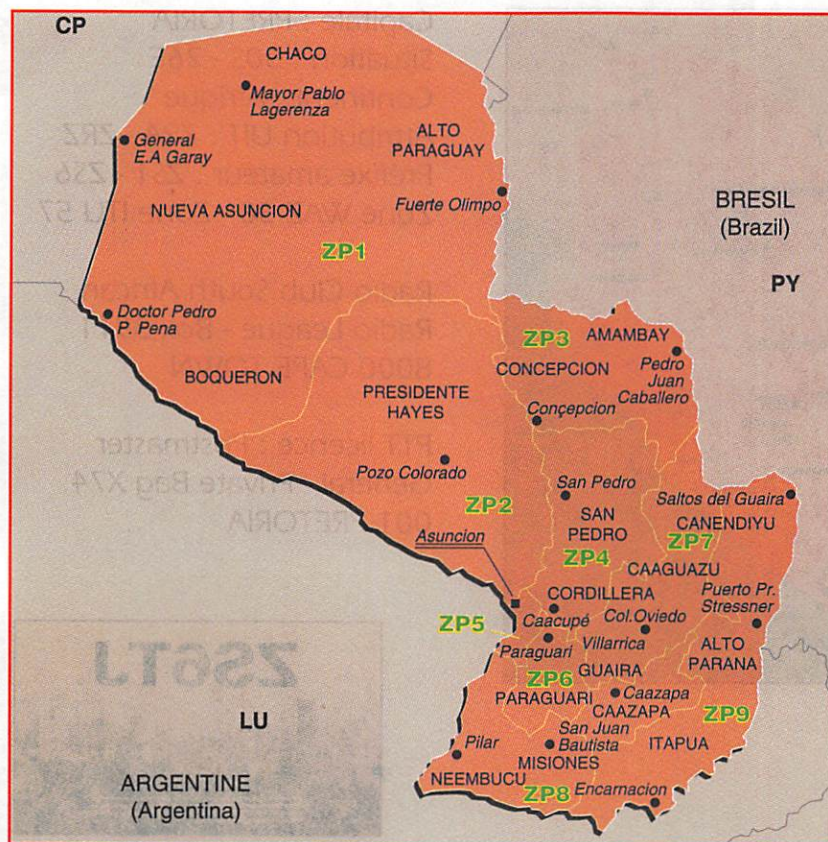 CP
CHACO
Mayor Pablo
Lagerenza
General
E.A Garay
ALTO
PARAGUAY
NUEVA ASUNCION
Fuerte Olimpo
BRESIL
(Brazil)
ZP1
PY
Doctor Pedro
P. Pena
ZP3
AMAMBAY
CONCEPCION
Pedro
Juan
Caballero
BOQUERON
PRESIDENTE
HAYES
Conçepcion
Pozo Colorado
San Pedro
Saltos del Guaira
ZP2
SAN
PEDRO
CANENDIYU
Asuncion
ZP4
ZP7
CAAGUAZU
CORDILLERA
Puerto Pr.
Stressner
ZP5
Caacupé
Col.Oviedo
Paraguari
Villarrica
ALTO
PARANA
ZP6
GUAIRA
PARAGUARI
Caazapa
CAAZAPA
ZP9
LU
San Juan
Bautista
ITAPUA
Pilar
MISIONES
NEEMBUCU
ARGENTINE
(Argentina)
ZP8
Encarnacion
ZS6TJ